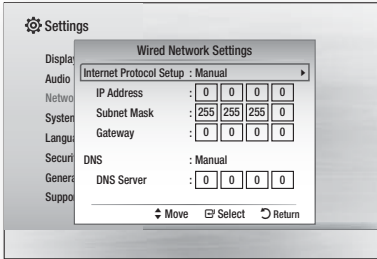 Settings
Wired Network Settings
Display
Audio
Netwo
System
Langua
Securi
Genera
Suppo
Internet Protocol Setup : Manual
IP Address : 0 0 0 0
Subnet Mask : 255 255 255 0
Gateway : 0 0 0 0
DNS : Manual
DNS Server : 0 0 0 0
Move Select Return